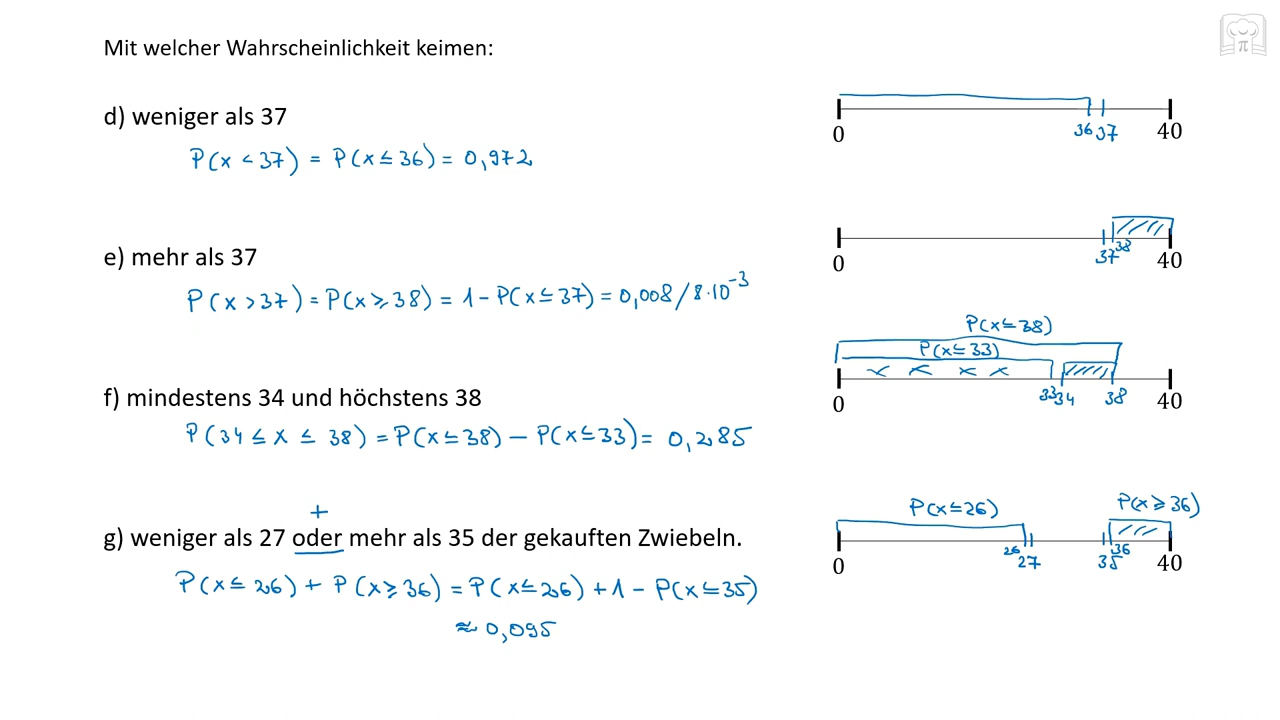 Mit welcher Wahrscheinlichkeit keimen:
d) weniger als 37
P(x < 37) = P(x ≤ 36) = 0,972
0 36 37 40
e) mehr als 37
P(x > 37) = P(x ≥ 38) = 1 - P(x ≤ 37) = 0,008 / 8·10⁻³
0 37 38 40
f) mindestens 34 und höchstens 38
P(34 ≤ x ≤ 38) = P(x ≤ 38) - P(x ≤ 33) = 0,285
P(x ≤ 38)
P(x ≤ 33)
x x x x
0 33 34 38 40
+
g) weniger als 27 oder mehr als 35 der gekauften Zwiebeln.
P(x ≤ 26) + P(x ≥ 36) = P(x ≤ 26) + 1 - P(x ≤ 35)
≈ 0,095
P(x ≤ 26) P(x ≥ 36)
0 26 27 35 36 40
π